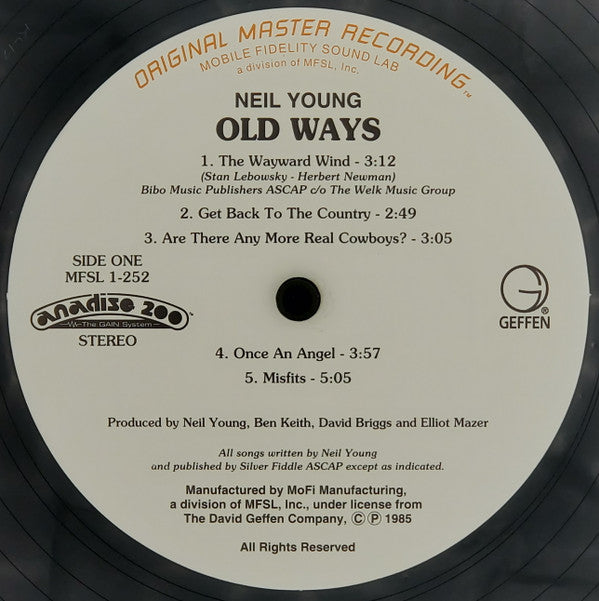 ORIGINAL MASTER RECORDING™
MOBILE FIDELITY SOUND LAB
a division of MFSL, Inc.
NEIL YOUNG
OLD WAYS
1. The Wayward Wind - 3:12
(Stan Lebowsky - Herbert Newman)
Bibo Music Publishers ASCAP c/o The Welk Music Group
2. Get Back To The Country - 2:49
3. Are There Any More Real Cowboys? - 3:05
SIDE ONE
MFSL 1-252
anadisc 200™
The GAIN System™
STEREO
G®
GEFFEN
4. Once An Angel - 3:57
5. Misfits - 5:05
Produced by Neil Young, Ben Keith, David Briggs and Elliot Mazer
All songs written by Neil Young
and published by Silver Fiddle ASCAP except as indicated.
Manufactured by MoFi Manufacturing,
a division of MFSL, Inc., under license from
The David Geffen Company, Ⓒ Ⓟ 1985
All Rights Reserved